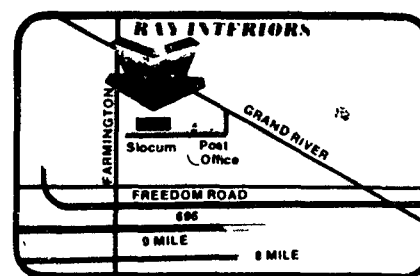 RAY INTERIORS
FARMINGTON
GRAND RIVER
Slocum
Post
Office
FREEDOM ROAD
696
9 MILE
8 MILE